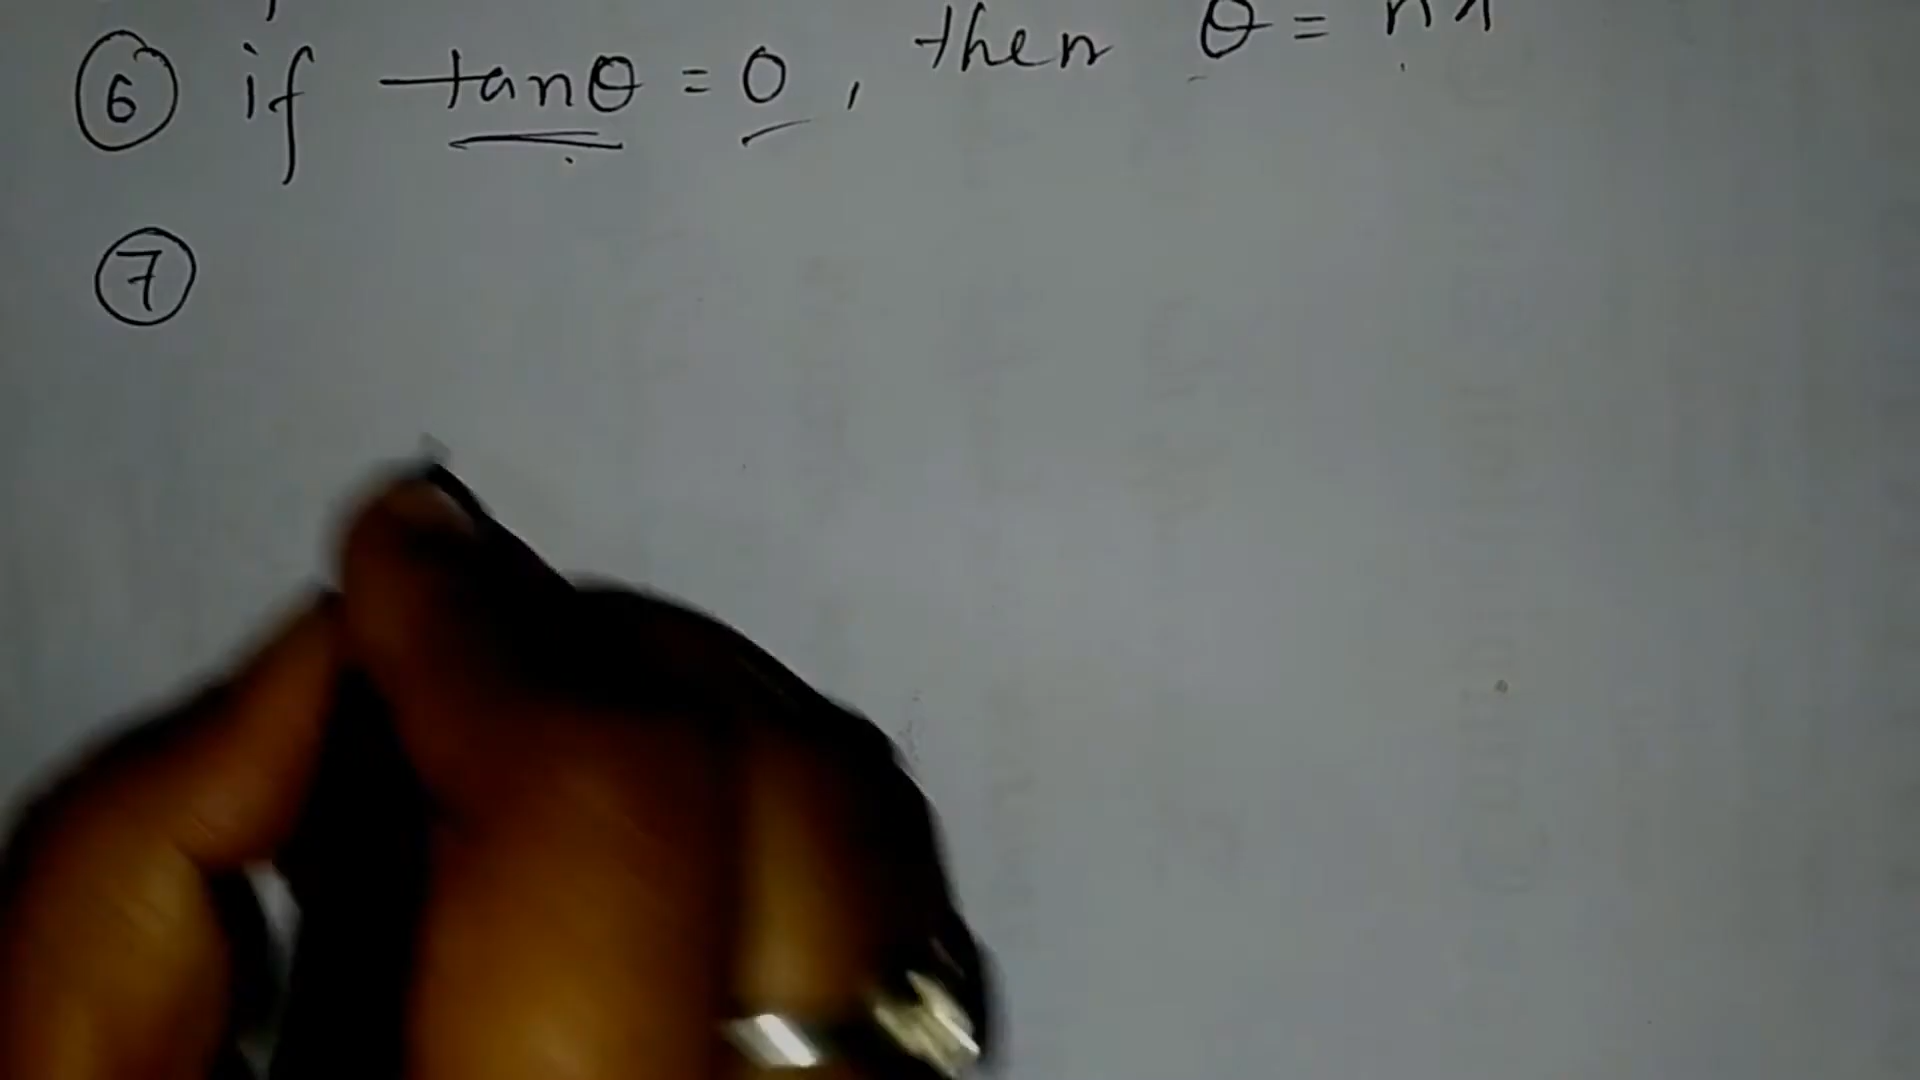 ⑥ if tanθ = 0, then θ = nπ
⑦